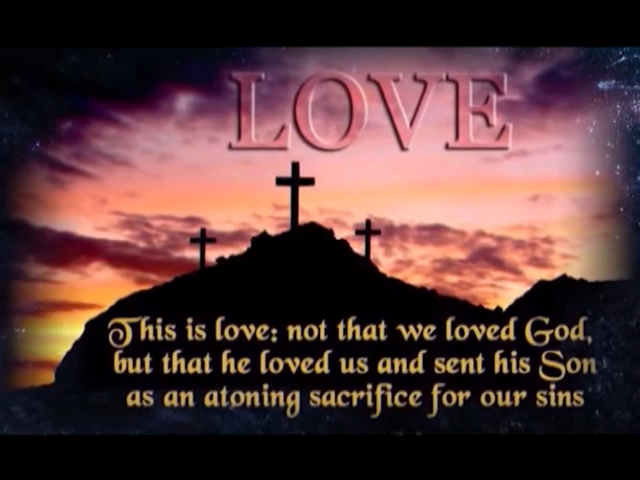 LOVE
This is love: not that we loved God,
but that he loved us and sent his Son
as an atoning sacrifice for our sins